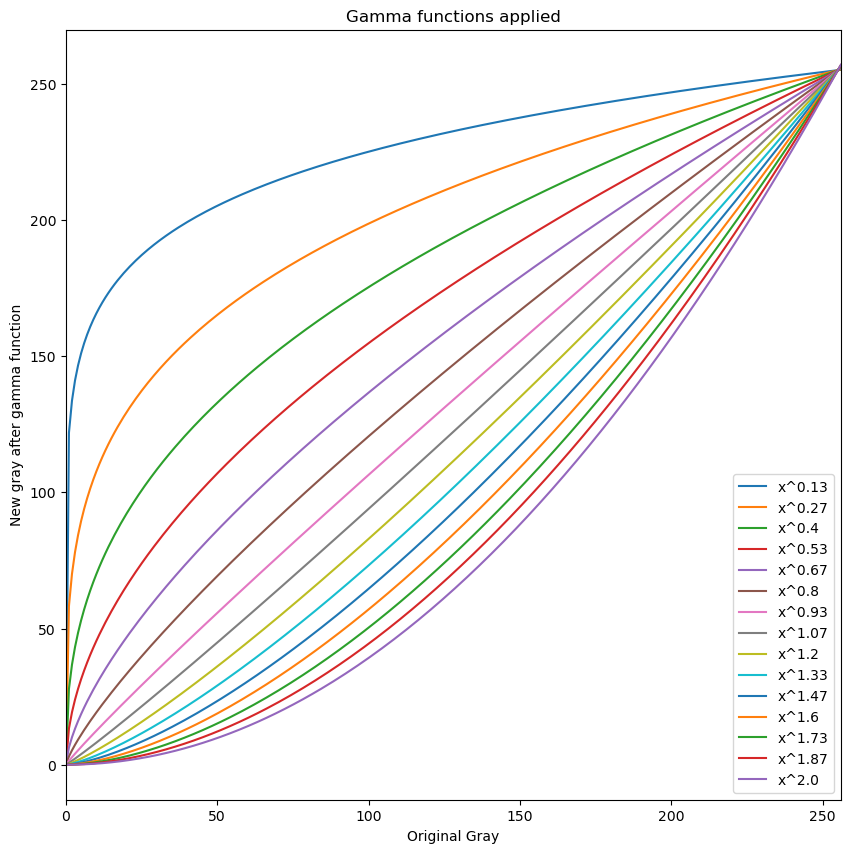 Gamma functions applied
New gray after gamma function
250
200
150
100
50
0
0 50 100 150 200 250
Original Gray
x^0.13
x^0.27
x^0.4
x^0.53
x^0.67
x^0.8
x^0.93
x^1.07
x^1.2
x^1.33
x^1.47
x^1.6
x^1.73
x^1.87
x^2.0